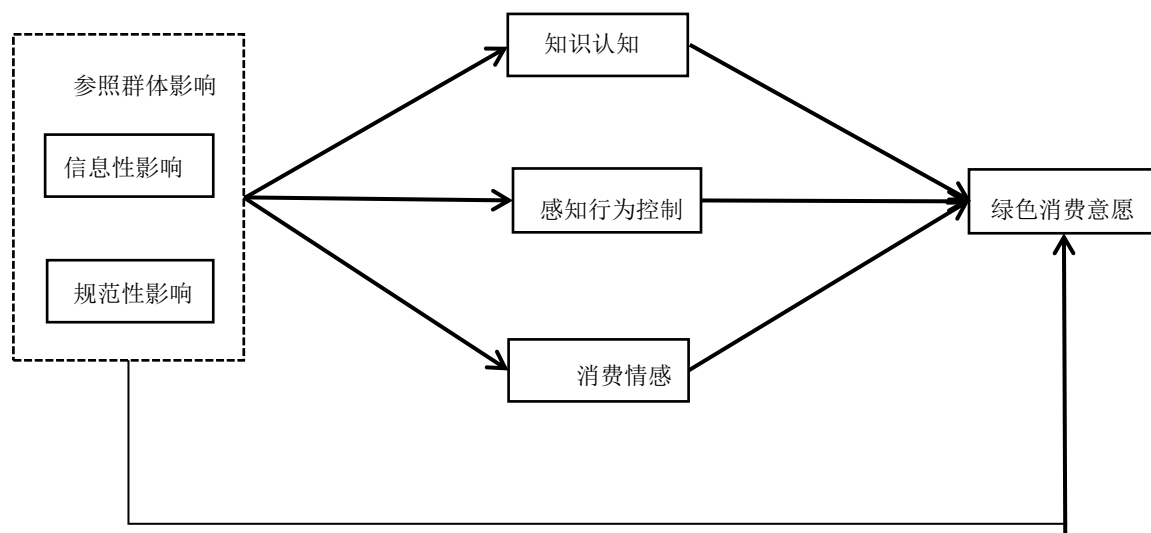 知识认知
参照群体影响
信息性影响
感知行为控制
绿色消费意愿
规范性影响
消费情感